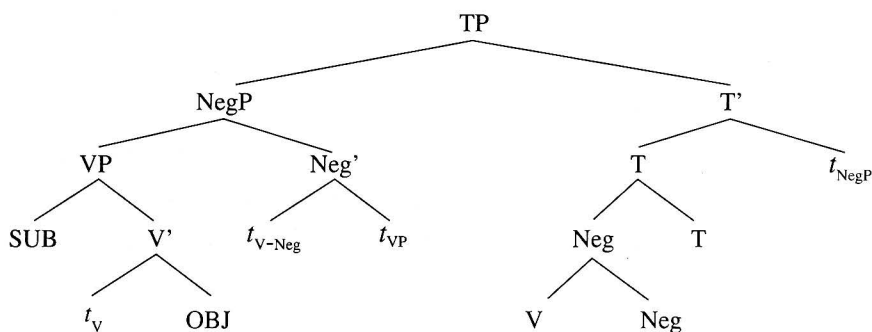 TP
NegP T’
VP Neg’ T t_NegP
SUB V’ t_V–Neg t_VP Neg T
t_V OBJ V Neg